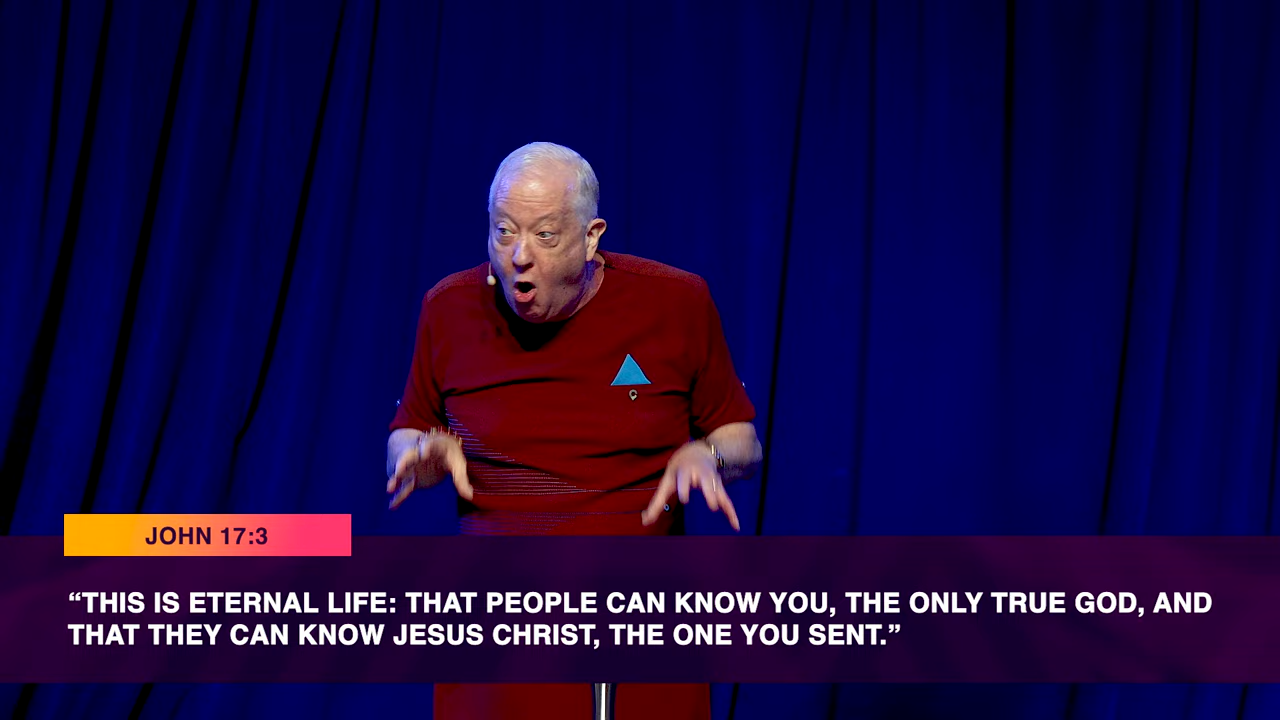 JOHN 17:3
“THIS IS ETERNAL LIFE: THAT PEOPLE CAN KNOW YOU, THE ONLY TRUE GOD, AND
THAT THEY CAN KNOW JESUS CHRIST, THE ONE YOU SENT.”